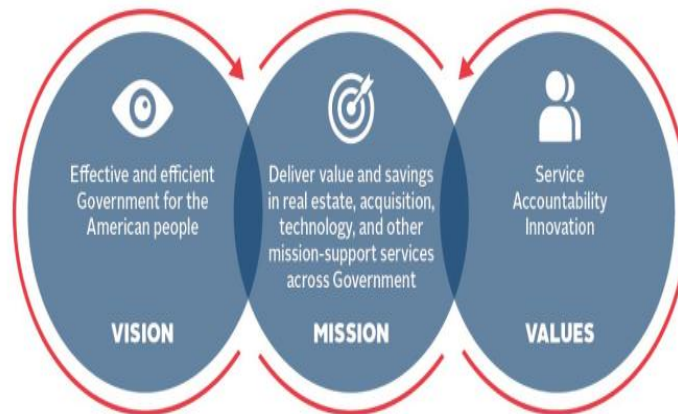 Effective and efficient
Government for the
American people
VISION
Deliver value and savings
in real estate, acquisition,
technology, and other
mission-support services
across Government
MISSION
Service
Accountability
Innovation
VALUES